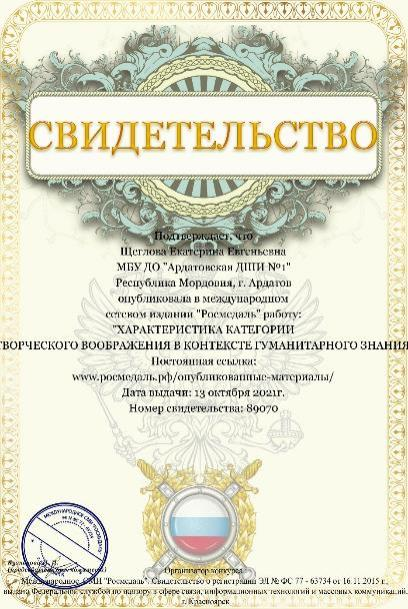 СВИДЕТЕЛЬСТВО
Подтверждает, что
Щеглова Екатерина Евгеньевна
МБУ ДО "Ардатовская ДШИ №1"
Республика Мордовия, г. Ардатов
опубликовала в международном
сетевом издании "Росмедаль" работу:
"ХАРАКТЕРИСТИКА КАТЕГОРИИ
ТВОРЧЕСКОГО ВООБРАЖЕНИЯ В КОНТЕКСТЕ ГУМАНИТАРНОГО ЗНАНИЯ
Постоянная ссылка:
www.росмедаль.рф/опубликованные-материалы/
Дата выдачи: 13 октября 2021г.
Номер свидетельства: 89070
Организатор конкурса
Международное СМИ "Росмедаль". Свидетельство о регистрации ЭЛ № ФС 77 - 63734 от 16.11.2015 г.,
выдано Федеральной службой по надзору в сфере связи, информационных технологий и массовых коммуникаций.
г. Красноярск